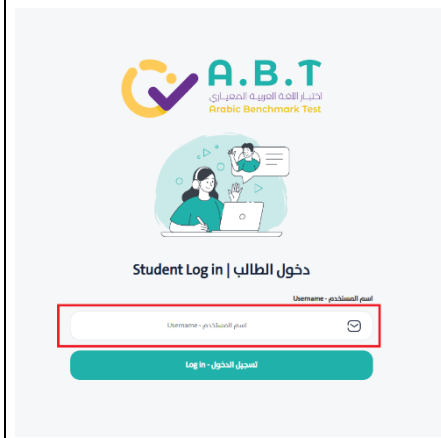 A.B.T
اختبار اللغة العربية المعياري
Arabic Benchmark Test
دخول الطالب | Student Log in
اسم المستخدم - Username
اسم المستخدم - Username
تسجيل الدخول - Log in